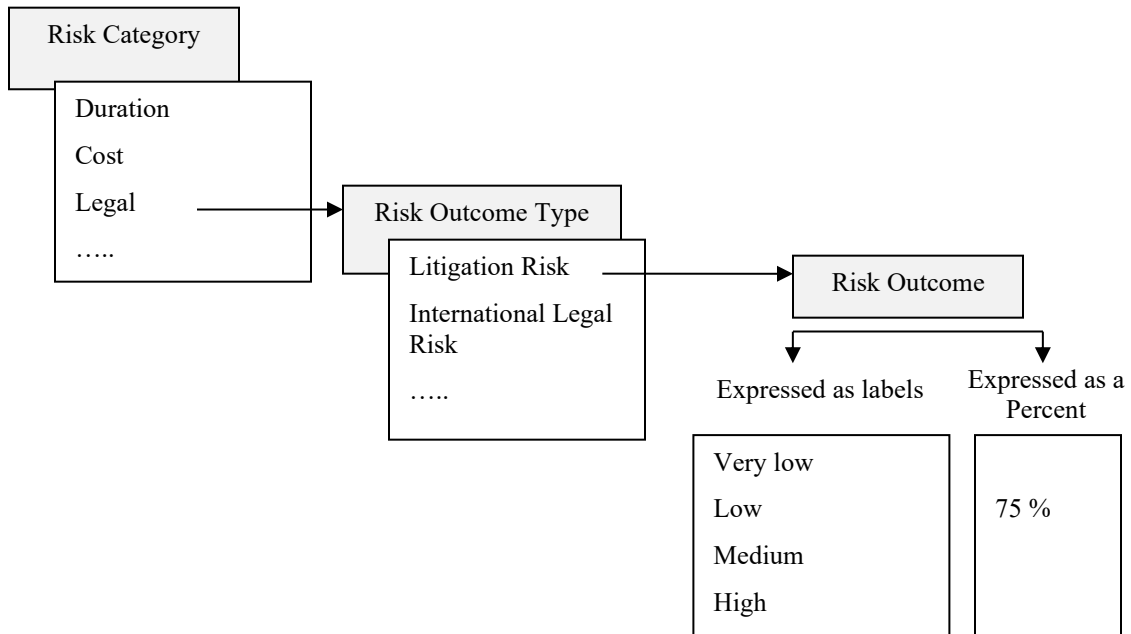 Risk Category
Duration
Cost
Legal
…..
Risk Outcome Type
Litigation Risk
International Legal
Risk
…..
Risk Outcome
Expressed as labels
Expressed as a
Percent
Very low
Low
Medium
High
75 %